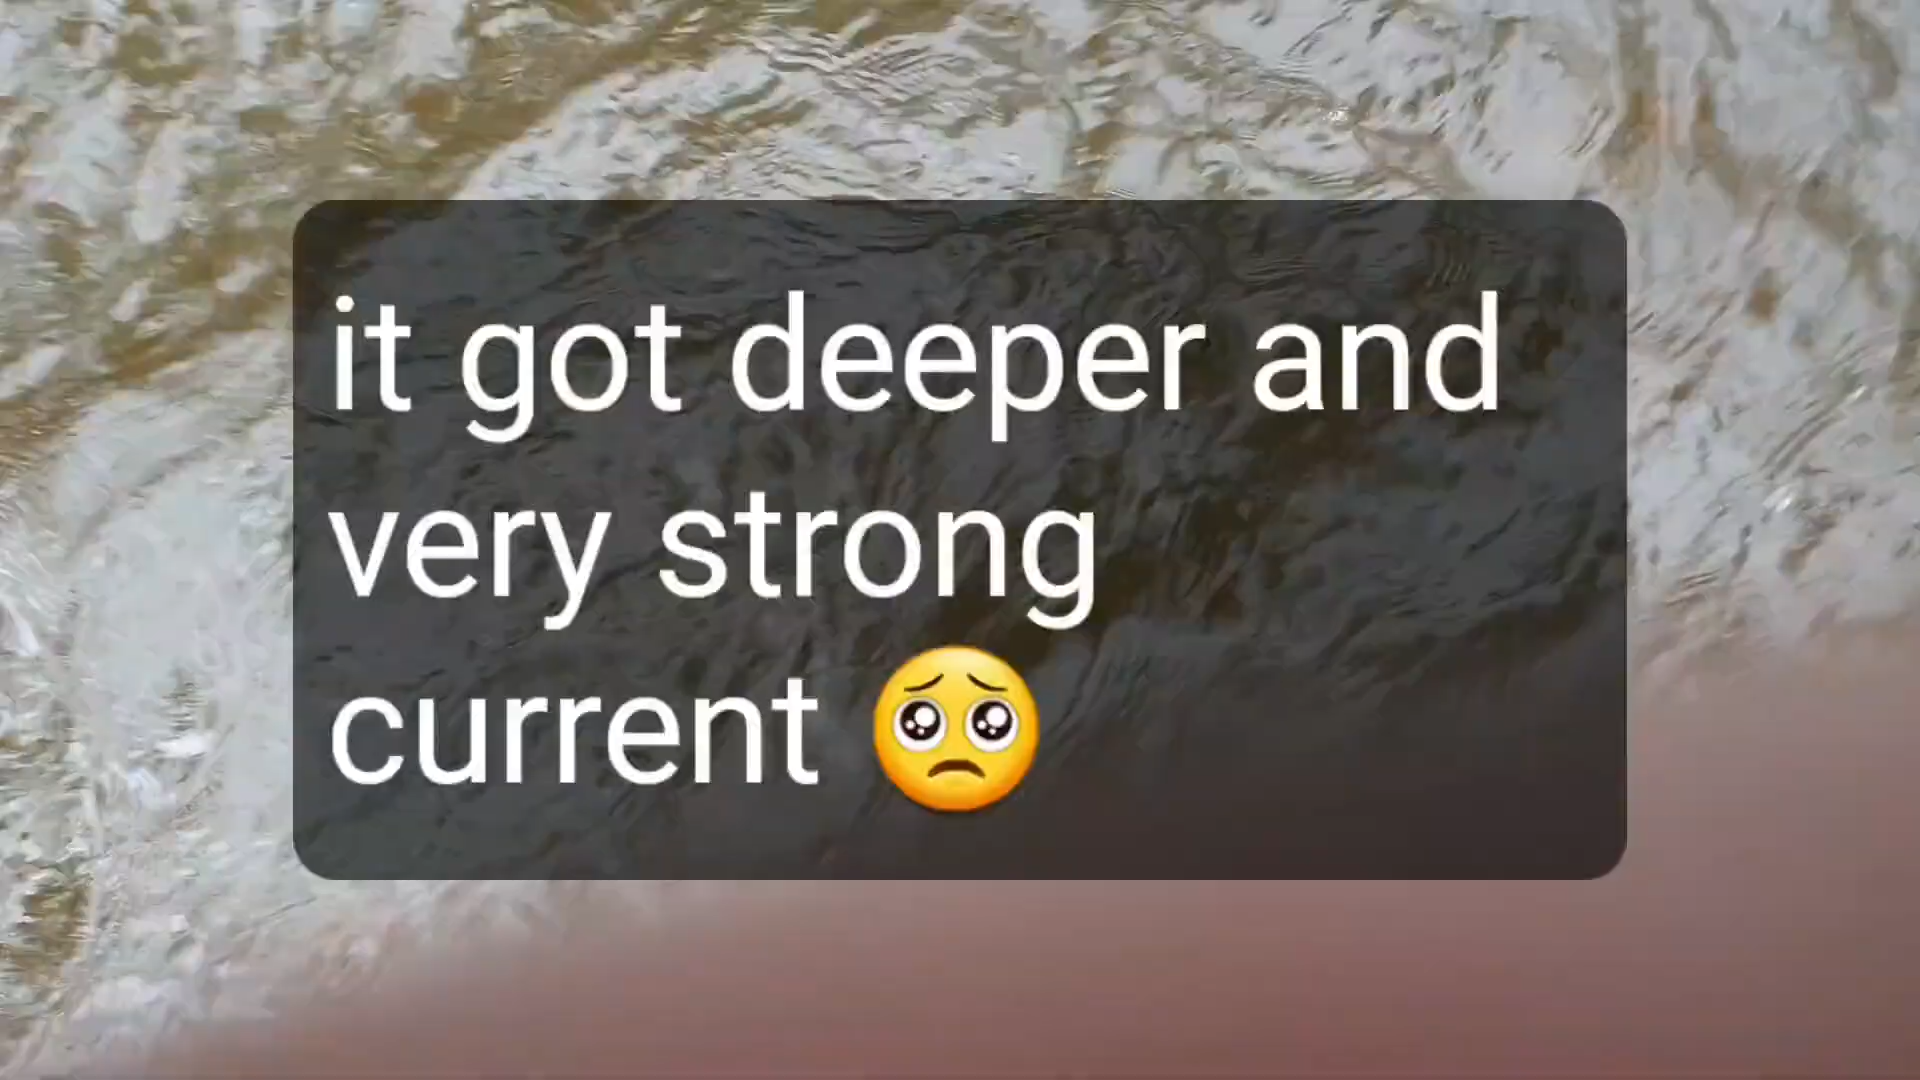 it got deeper and
very strong
current 🥺